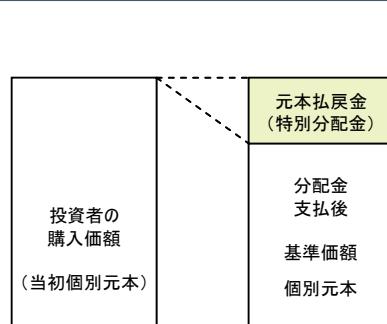 投資者の
購入価額
（当初個別元本）
元本払戻金
（特別分配金）
分配金
支払後
基準価額
個別元本